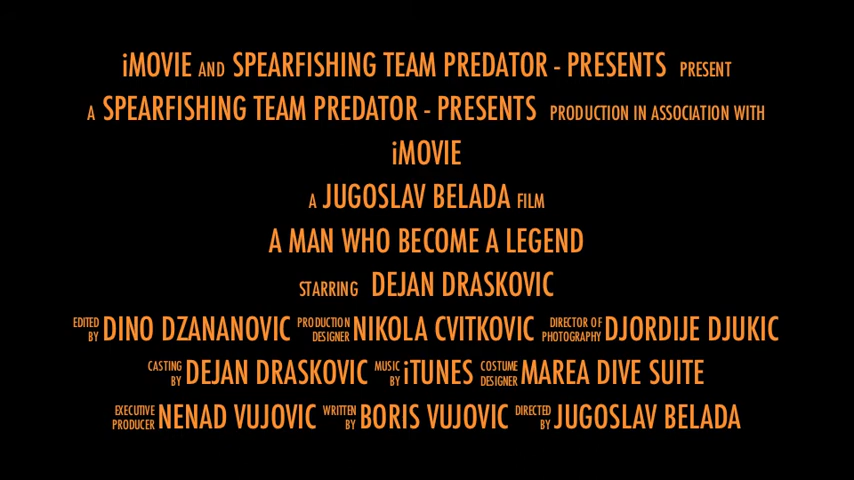 iMOVIE AND SPEARFISHING TEAM PREDATOR - PRESENTS PRESENT
A SPEARFISHING TEAM PREDATOR - PRESENTS PRODUCTION IN ASSOCIATION WITH
iMOVIE
A JUGOSLAV BELADA FILM
A MAN WHO BECOME A LEGEND
STARRING DEJAN DRASKOVIC
EDITED BY DINO DZANANOVIC PRODUCTION DESIGNER NIKOLA CVITKOVIC DIRECTOR OF PHOTOGRAPHY DJORDIJE DJUKIC
CASTING BY DEJAN DRASKOVIC MUSIC BY iTUNES COSTUME DESIGNER MAREA DIVE SUITE
EXECUTIVE PRODUCER NENAD VUJOVIC WRITTEN BY BORIS VUJOVIC DIRECTED BY JUGOSLAV BELADA